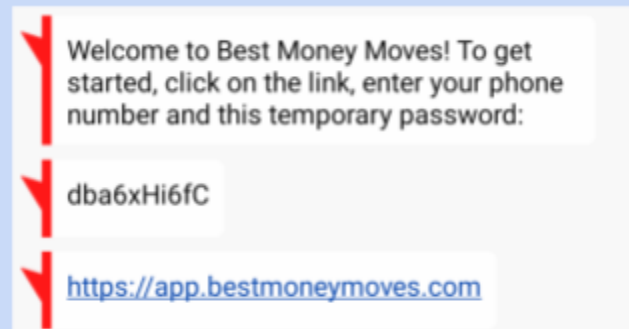 Welcome to Best Money Moves! To get
started, click on the link, enter your phone
number and this temporary password:
dba6xHi6fC
https://app.bestmoneymoves.com